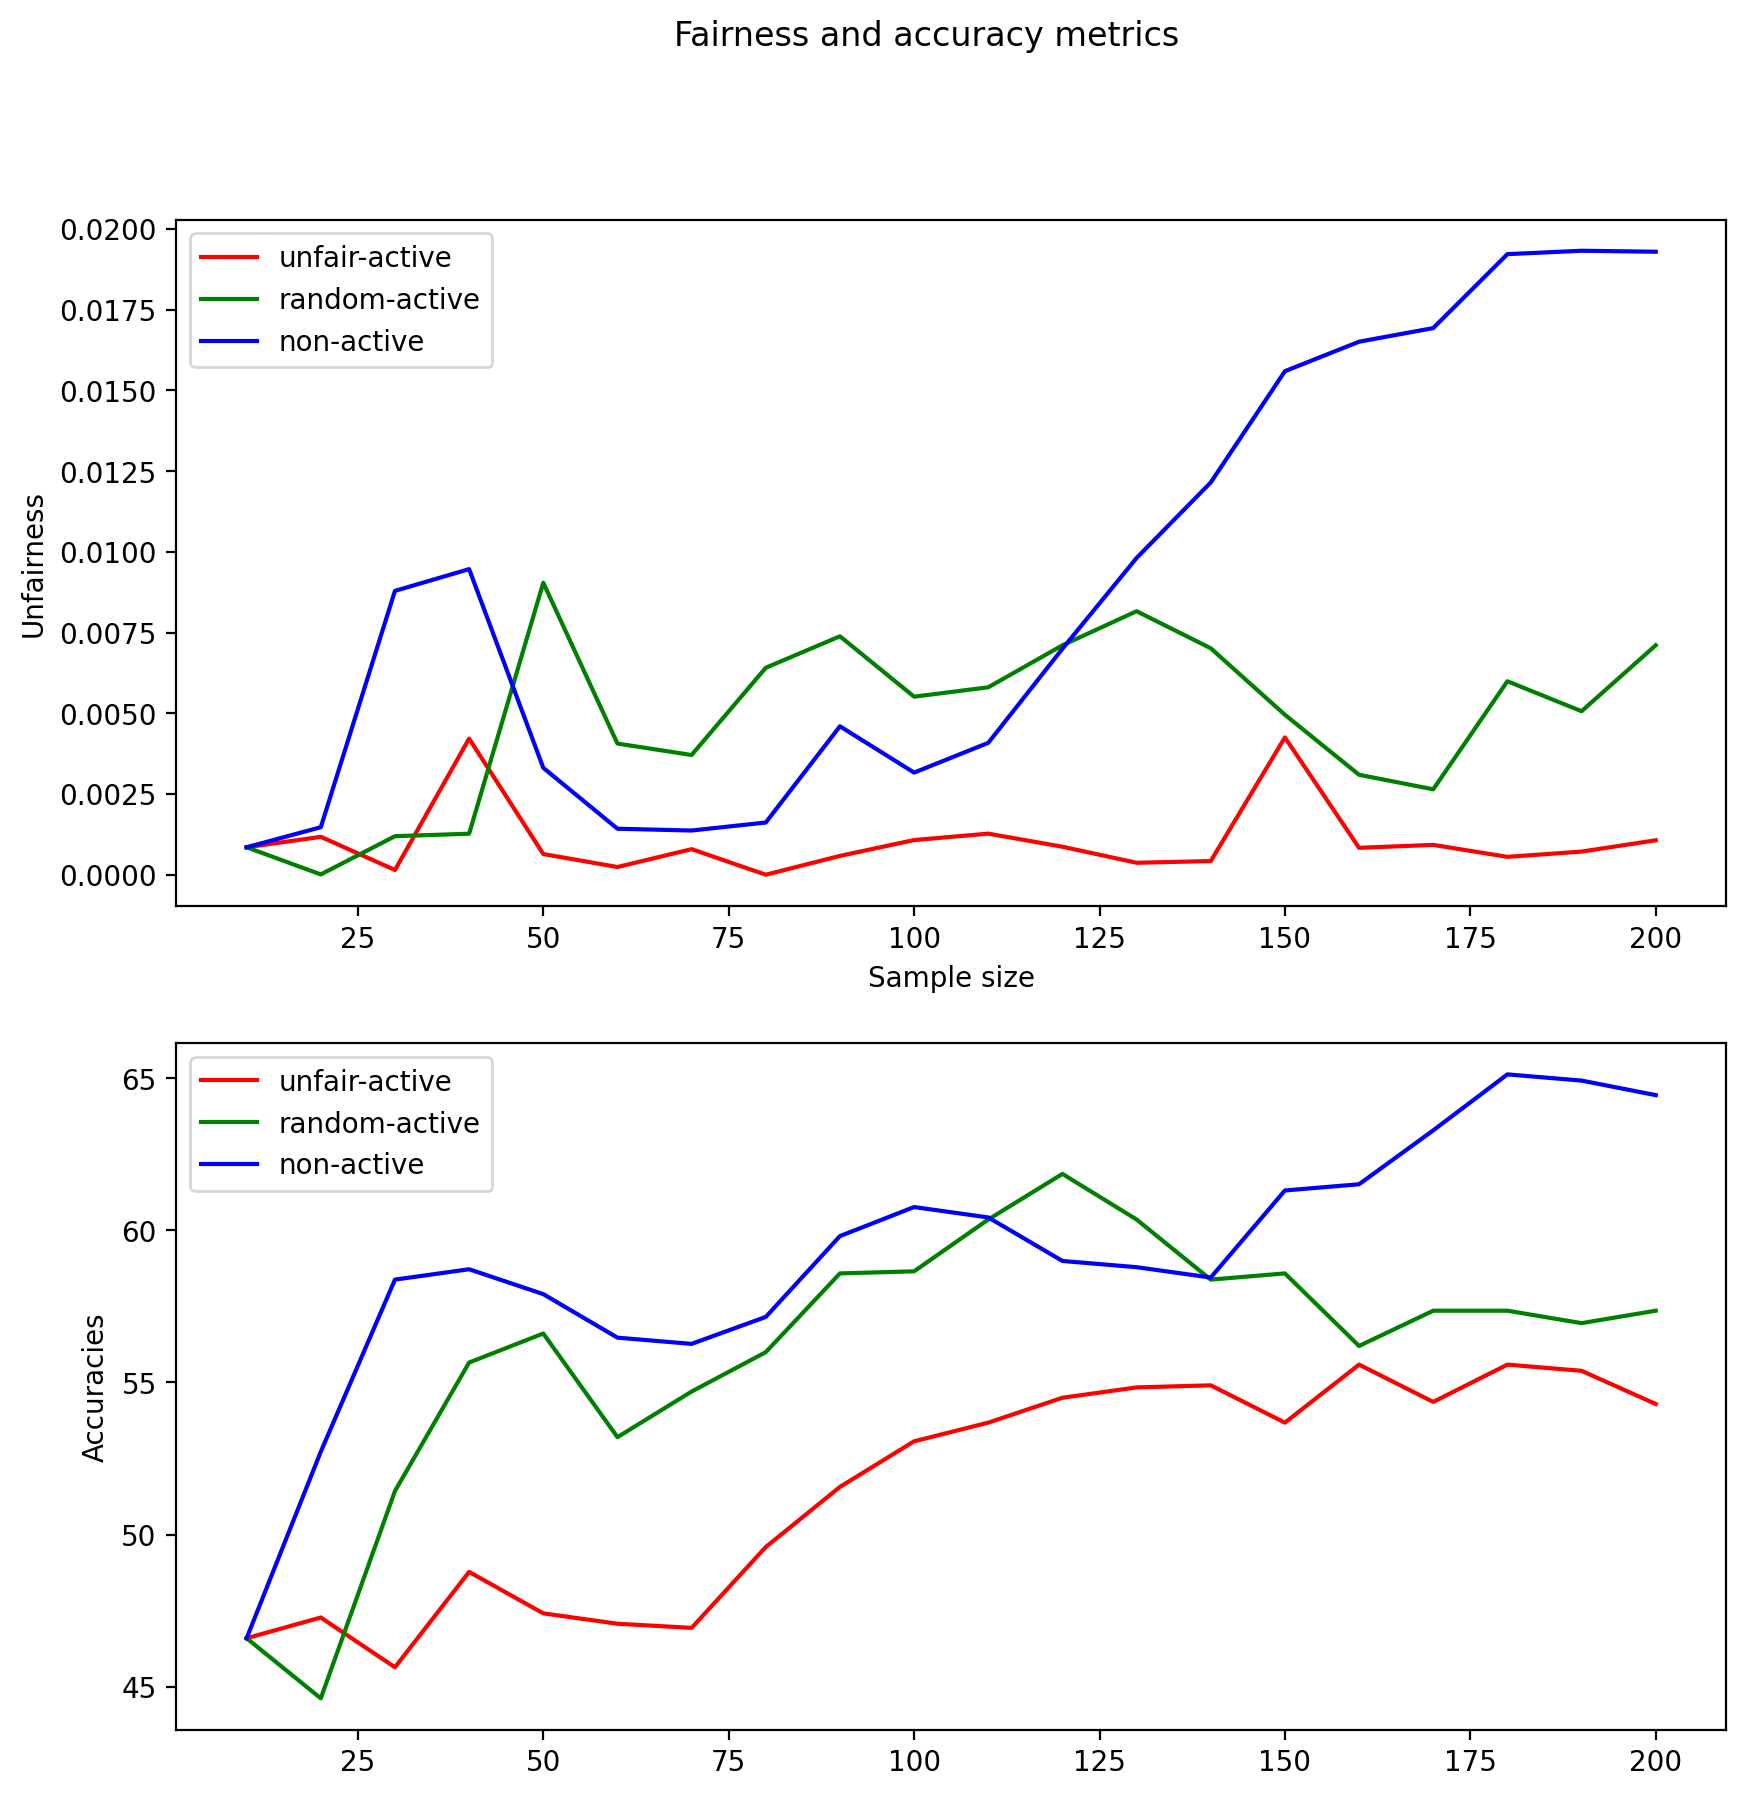 Fairness and accuracy metrics
0.0200
0.0175
0.0150
0.0125
0.0100
0.0075
0.0050
0.0025
0.0000
Unfairness
unfair-active
random-active
non-active
25 50 75 100 125 150 175 200
Sample size
65
60
55
50
45
Accuracies
unfair-active
random-active
non-active
25 50 75 100 125 150 175 200